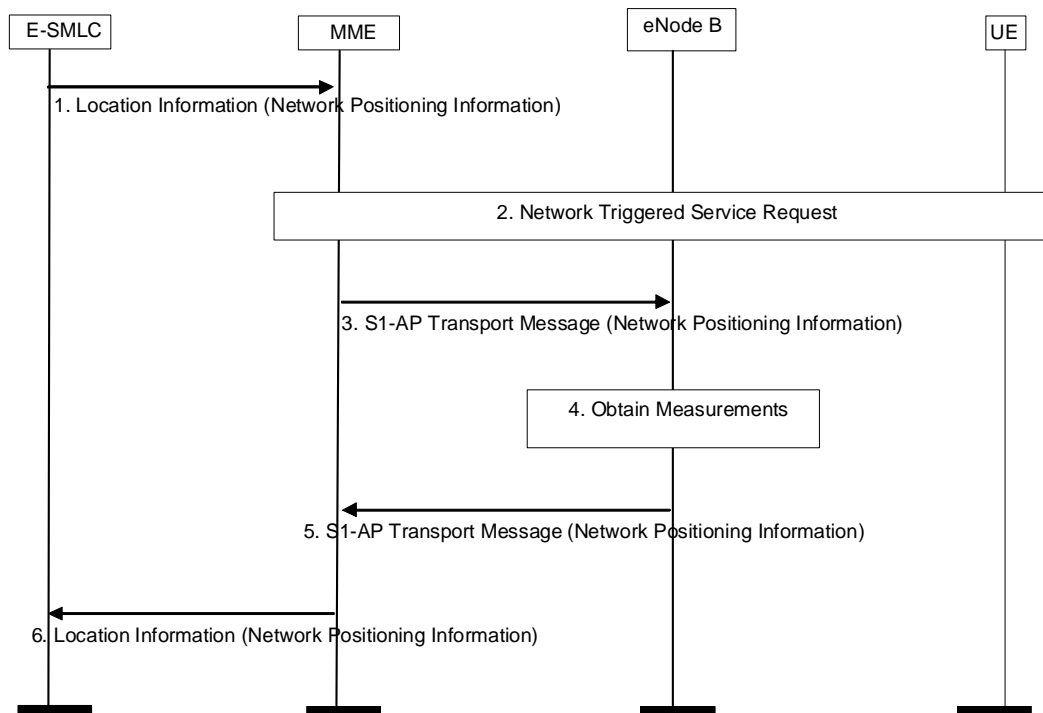 E-SMLC
MME
eNode B
UE
1. Location Information (Network Positioning Information)
2. Network Triggered Service Request
3. S1-AP Transport Message (Network Positioning Information)
4. Obtain Measurements
5. S1-AP Transport Message (Network Positioning Information)
6. Location Information (Network Positioning Information)